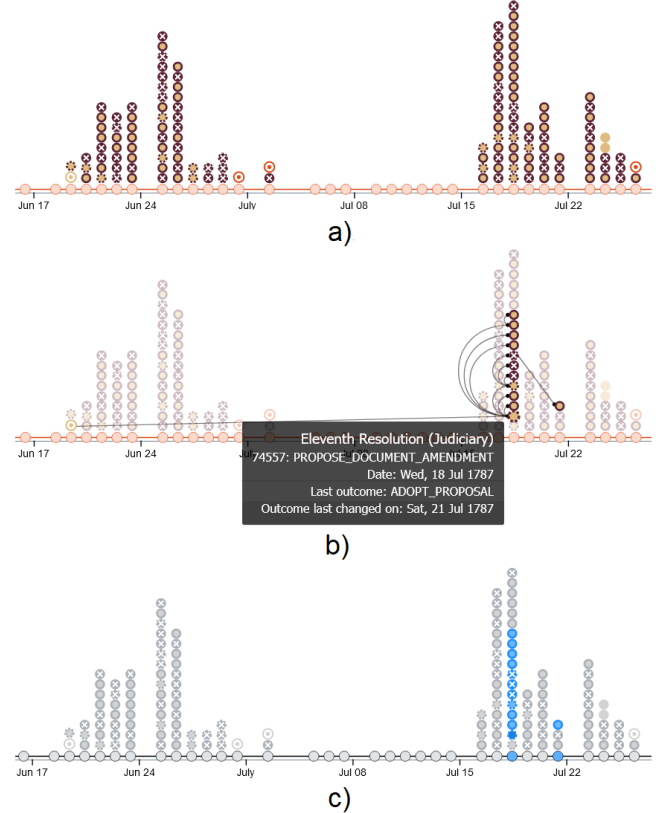 Jun 17 Jun 24 July Jul 08 Jul 15 Jul 22
a)
Eleventh Resolution (Judiciary)
74557: PROPOSE_DOCUMENT_AMENDMENT
Date: Wed, 18 Jul 1787
Last outcome: ADOPT_PROPOSAL
Outcome last changed on: Sat, 21 Jul 1787
Jun 17 Jun 24 Jul 22
b)
Jun 17 Jun 24 July Jul 08 Jul 15 Jul 22
c)